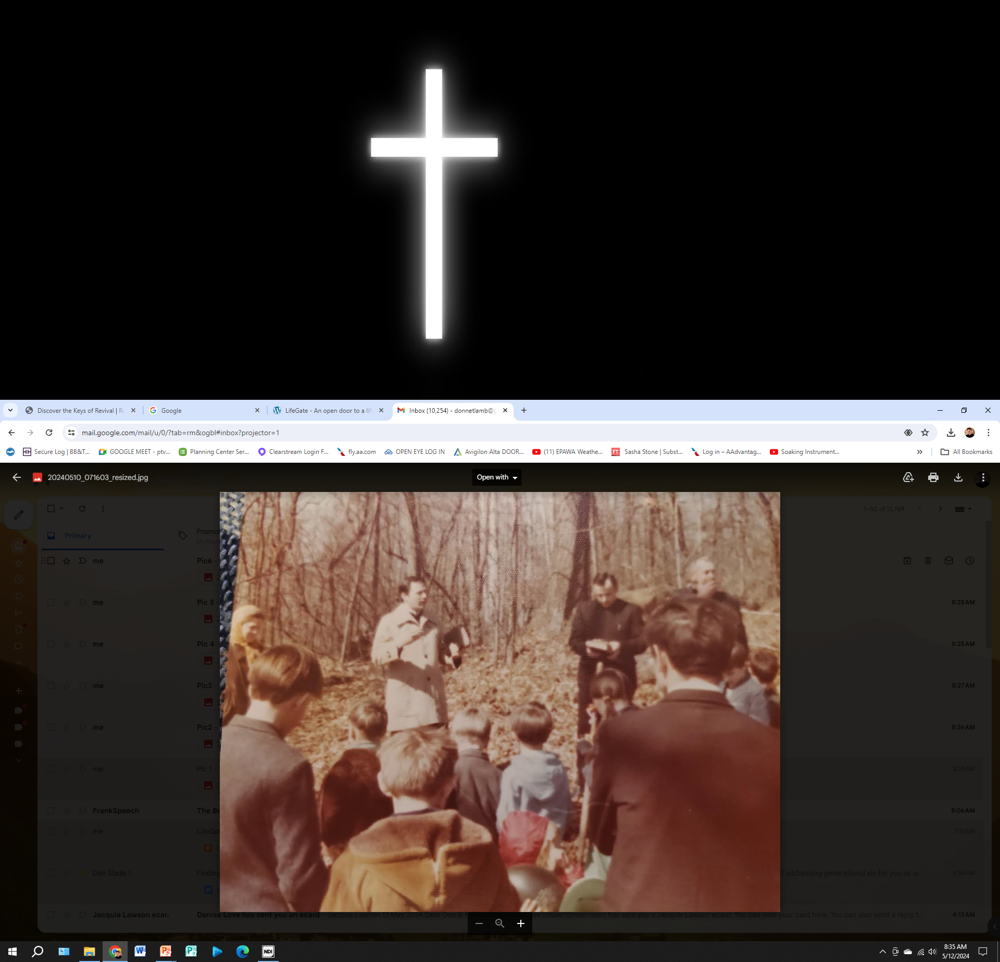 Discover the Keys of Revival | R
Google
LifeGate - An open door to a lif
Inbox (10,254) - donnetlamb@g
mail.google.com/mail/u/0/?tab=rm&ogbl#inbox?projector=1
Secure Log | BB&T...
GOOGLE MEET - ptv...
Planning Center Ser...
Clearstream Login F...
fly.aa.com
OPEN EYE LOG IN
Avigilon Alta DOOR...
(11) EPAWA Weathe...
FT
Sasha Stone | Subst...
Log in – AAdvantag...
Soaking Instrument...
All Bookmarks
20240510_071603_resized.jpg
Open with
1–50 of 13,769
Primary
Promo
MyPillow
me Pic6 -
me Pic 5 - 8:28 AM
me Pic 4 - 8:28 AM
me Pic3 - 8:27 AM
me Pic2 - 8:26 AM
me Pic 1 - 8:25 AM
FrankSpeech The Be 8:06 AM
me LifeGa 7:51 AM
P
Dan Slade 2 Finding t addressing generational sin for you as w... 6:56 AM
W
Jacquie Lawson ecar. Denise Love has sent you an ecard - Jacquie Lawson 12 May 2024 Dear Don & ve (dlove7@msn.com) has sent you a Jacquie Lawson ecard. You can view your card here. You can also send a reply t... 4:13 AM
NDI
8:35 AM
5/12/2024